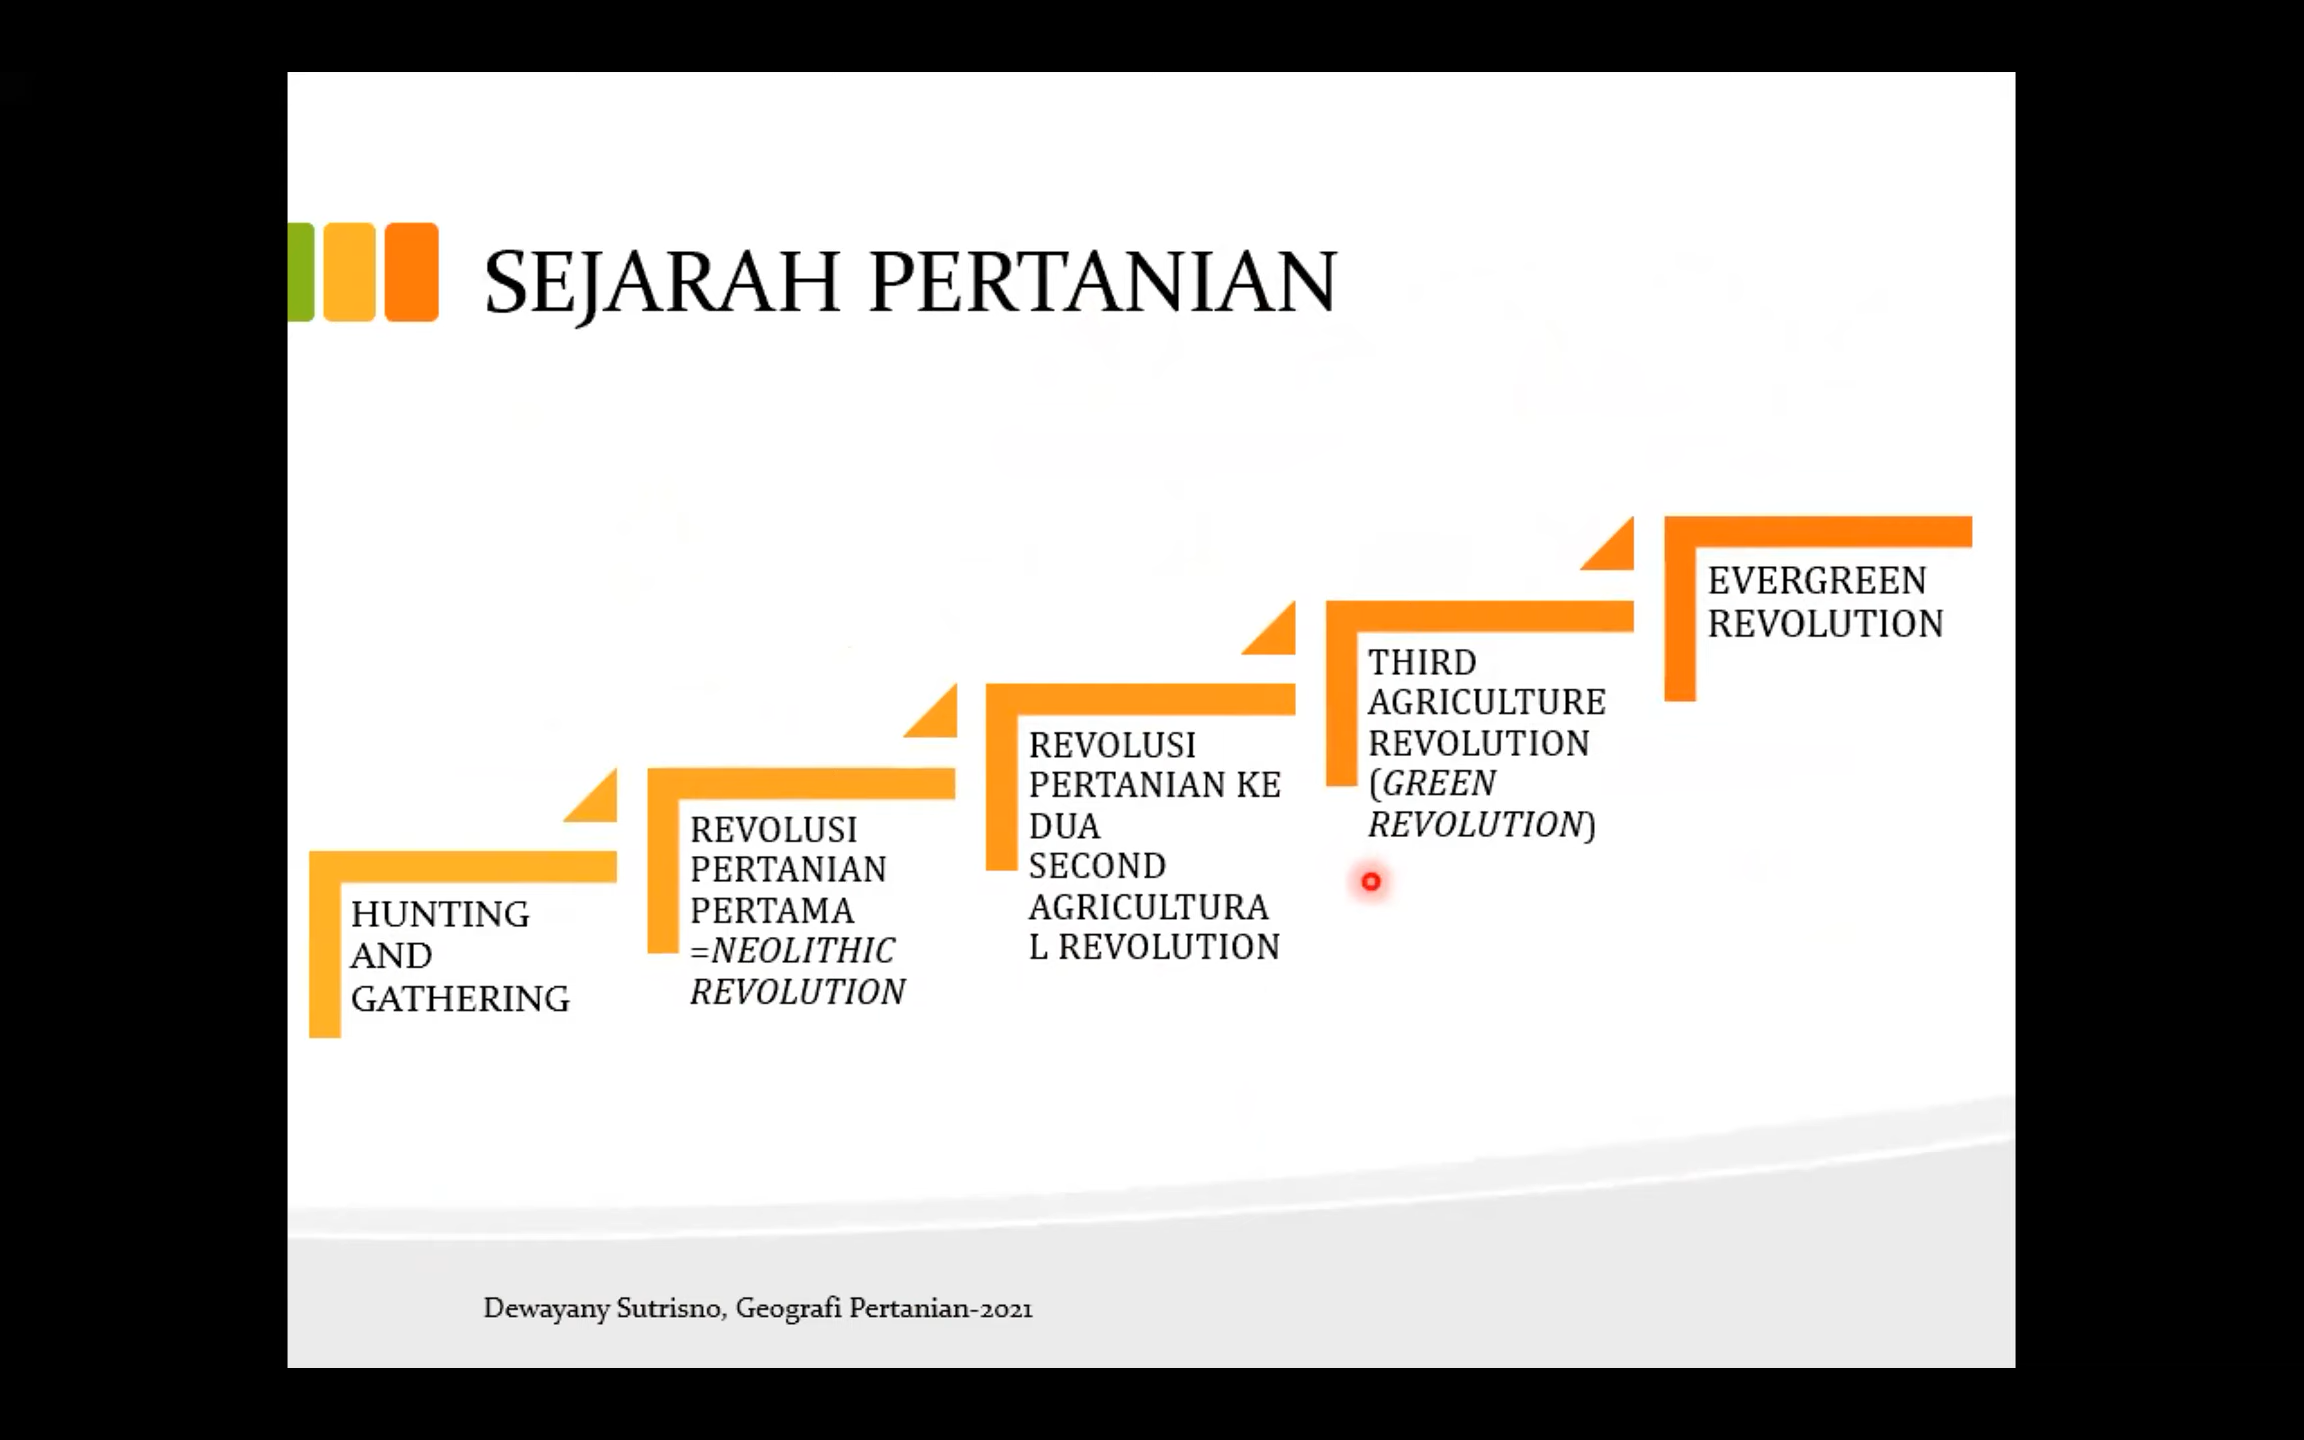 SEJARAH PERTANIAN
HUNTING
AND
GATHERING
REVOLUSI
PERTANIAN
PERTAMA
=NEOLITHIC
REVOLUTION
REVOLUSI
PERTANIAN KE
DUA
SECOND
AGRICULTURA
L REVOLUTION
THIRD
AGRICULTURE
REVOLUTION
(GREEN
REVOLUTION)
EVERGREEN
REVOLUTION
Dewayany Sutrisno, Geografi Pertanian-2021